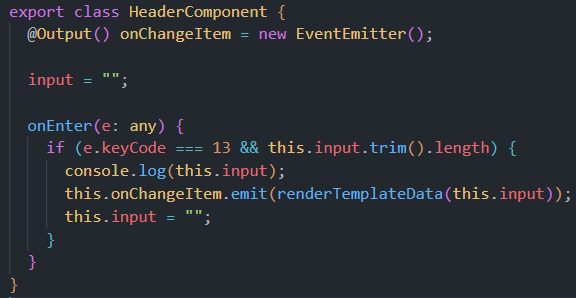 export class HeaderComponent {
  @Output() onChangeItem = new EventEmitter();

  input = "";

  onEnter(e: any) {
    if (e.keyCode === 13 && this.input.trim().length) {
      console.log(this.input);
      this.onChangeItem.emit(renderTemplateData(this.input));
      this.input = "";
    }
  }
}